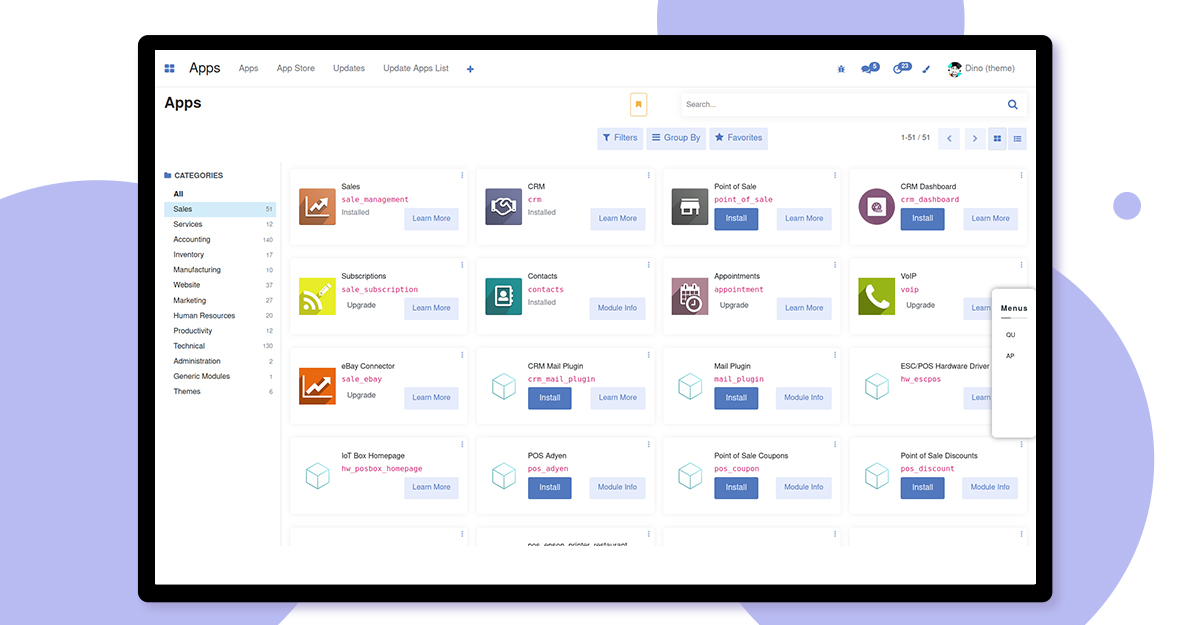 Apps Apps App Store Updates Update Apps List 5 23 Dino (theme)
Apps
Search...
Filters Group By Favorites 1-51 / 51
CATEGORIES
All
Sales 51
Services 12
Accounting 140
Inventory 17
Manufacturing 10
Website 37
Marketing 27
Human Resources 20
Productivity 12
Technical 130
Administration 2
Generic Modules 1
Themes 6
Sales
sale_management
Installed
Learn More
CRM
crm
Installed
Learn More
Point of Sale
point_of_sale
Install Learn More
CRM Dashboard
crm_dashboard
Install Learn More
Subscriptions
sale_subscription
Upgrade Learn More
Contacts
contacts
Installed
Module Info
Appointments
appointment
Upgrade Learn More
VoIP
voip
Upgrade Learn
eBay Connector
sale_ebay
Upgrade Learn More
CRM Mail Plugin
crm_mail_plugin
Install Learn More
Mail Plugin
mail_plugin
Install Module Info
ESC/POS Hardware Driver
hw_escpos
Learn
IoT Box Homepage
hw_posbox_homepage
Learn More
POS Adyen
pos_adyen
Install Module Info
Point of Sale Coupons
pos_coupon
Install Module Info
Point of Sale Discounts
pos_discount
Install Module Info
pos_epson_printer_restaurant
Menus
QU
AP